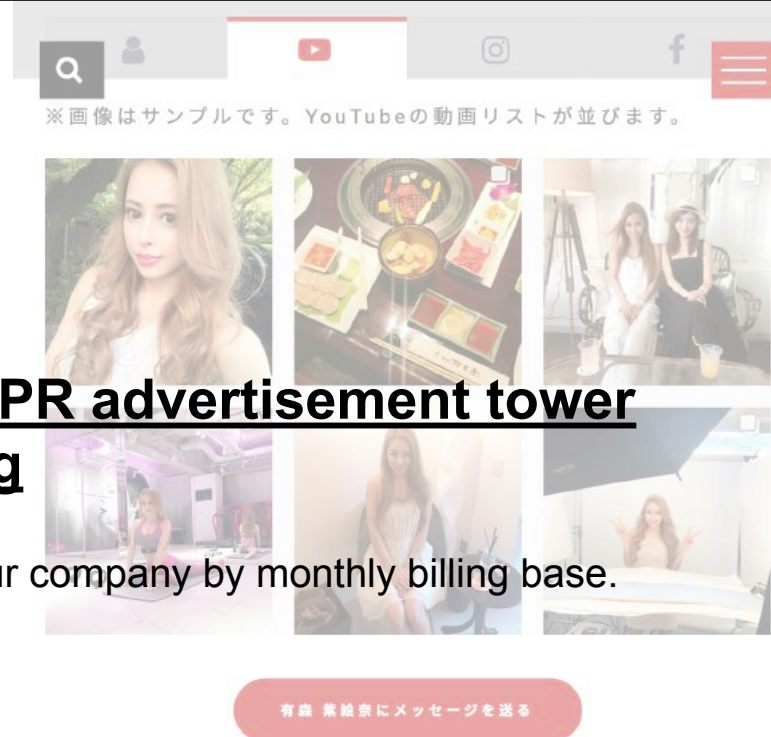 ※画像はサンプルです。YouTubeの動画リストが並びます。
PR advertisement tower
g
ur company by monthly billing base.
有森 紫絵奈にメッセージを送る